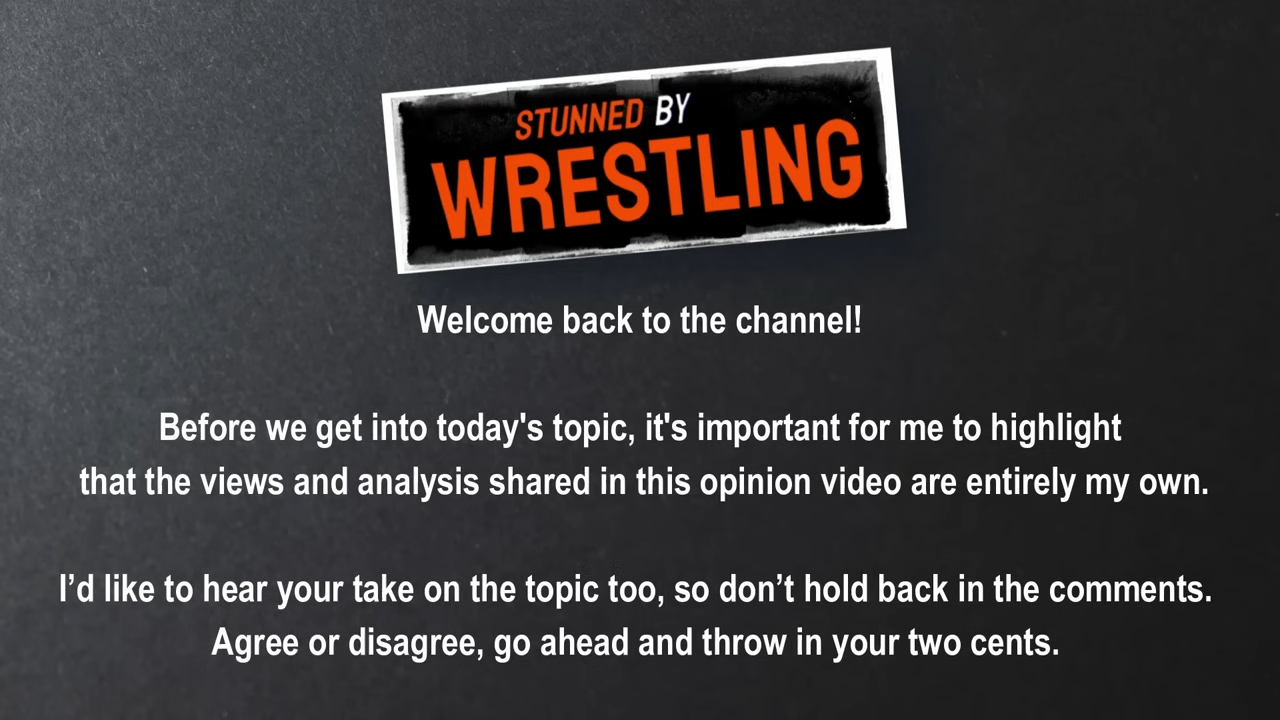 STUNNED BY
WRESTLING
Welcome back to the channel!
Before we get into today's topic, it's important for me to highlight
that the views and analysis shared in this opinion video are entirely my own.
I’d like to hear your take on the topic too, so don’t hold back in the comments.
Agree or disagree, go ahead and throw in your two cents.